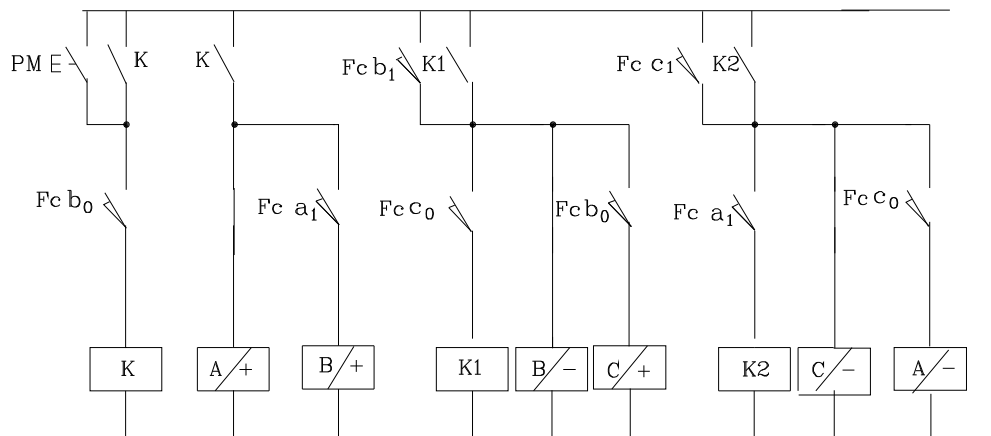 PM E K K Fc b₁ K1 Fc c₁ K2
Fc b₀ Fc a₁ Fc c₀ Fc b₀ Fc a₁ Fc c₀
K A/+ B/+ K1 B/- C/+ K2 C/- A/-